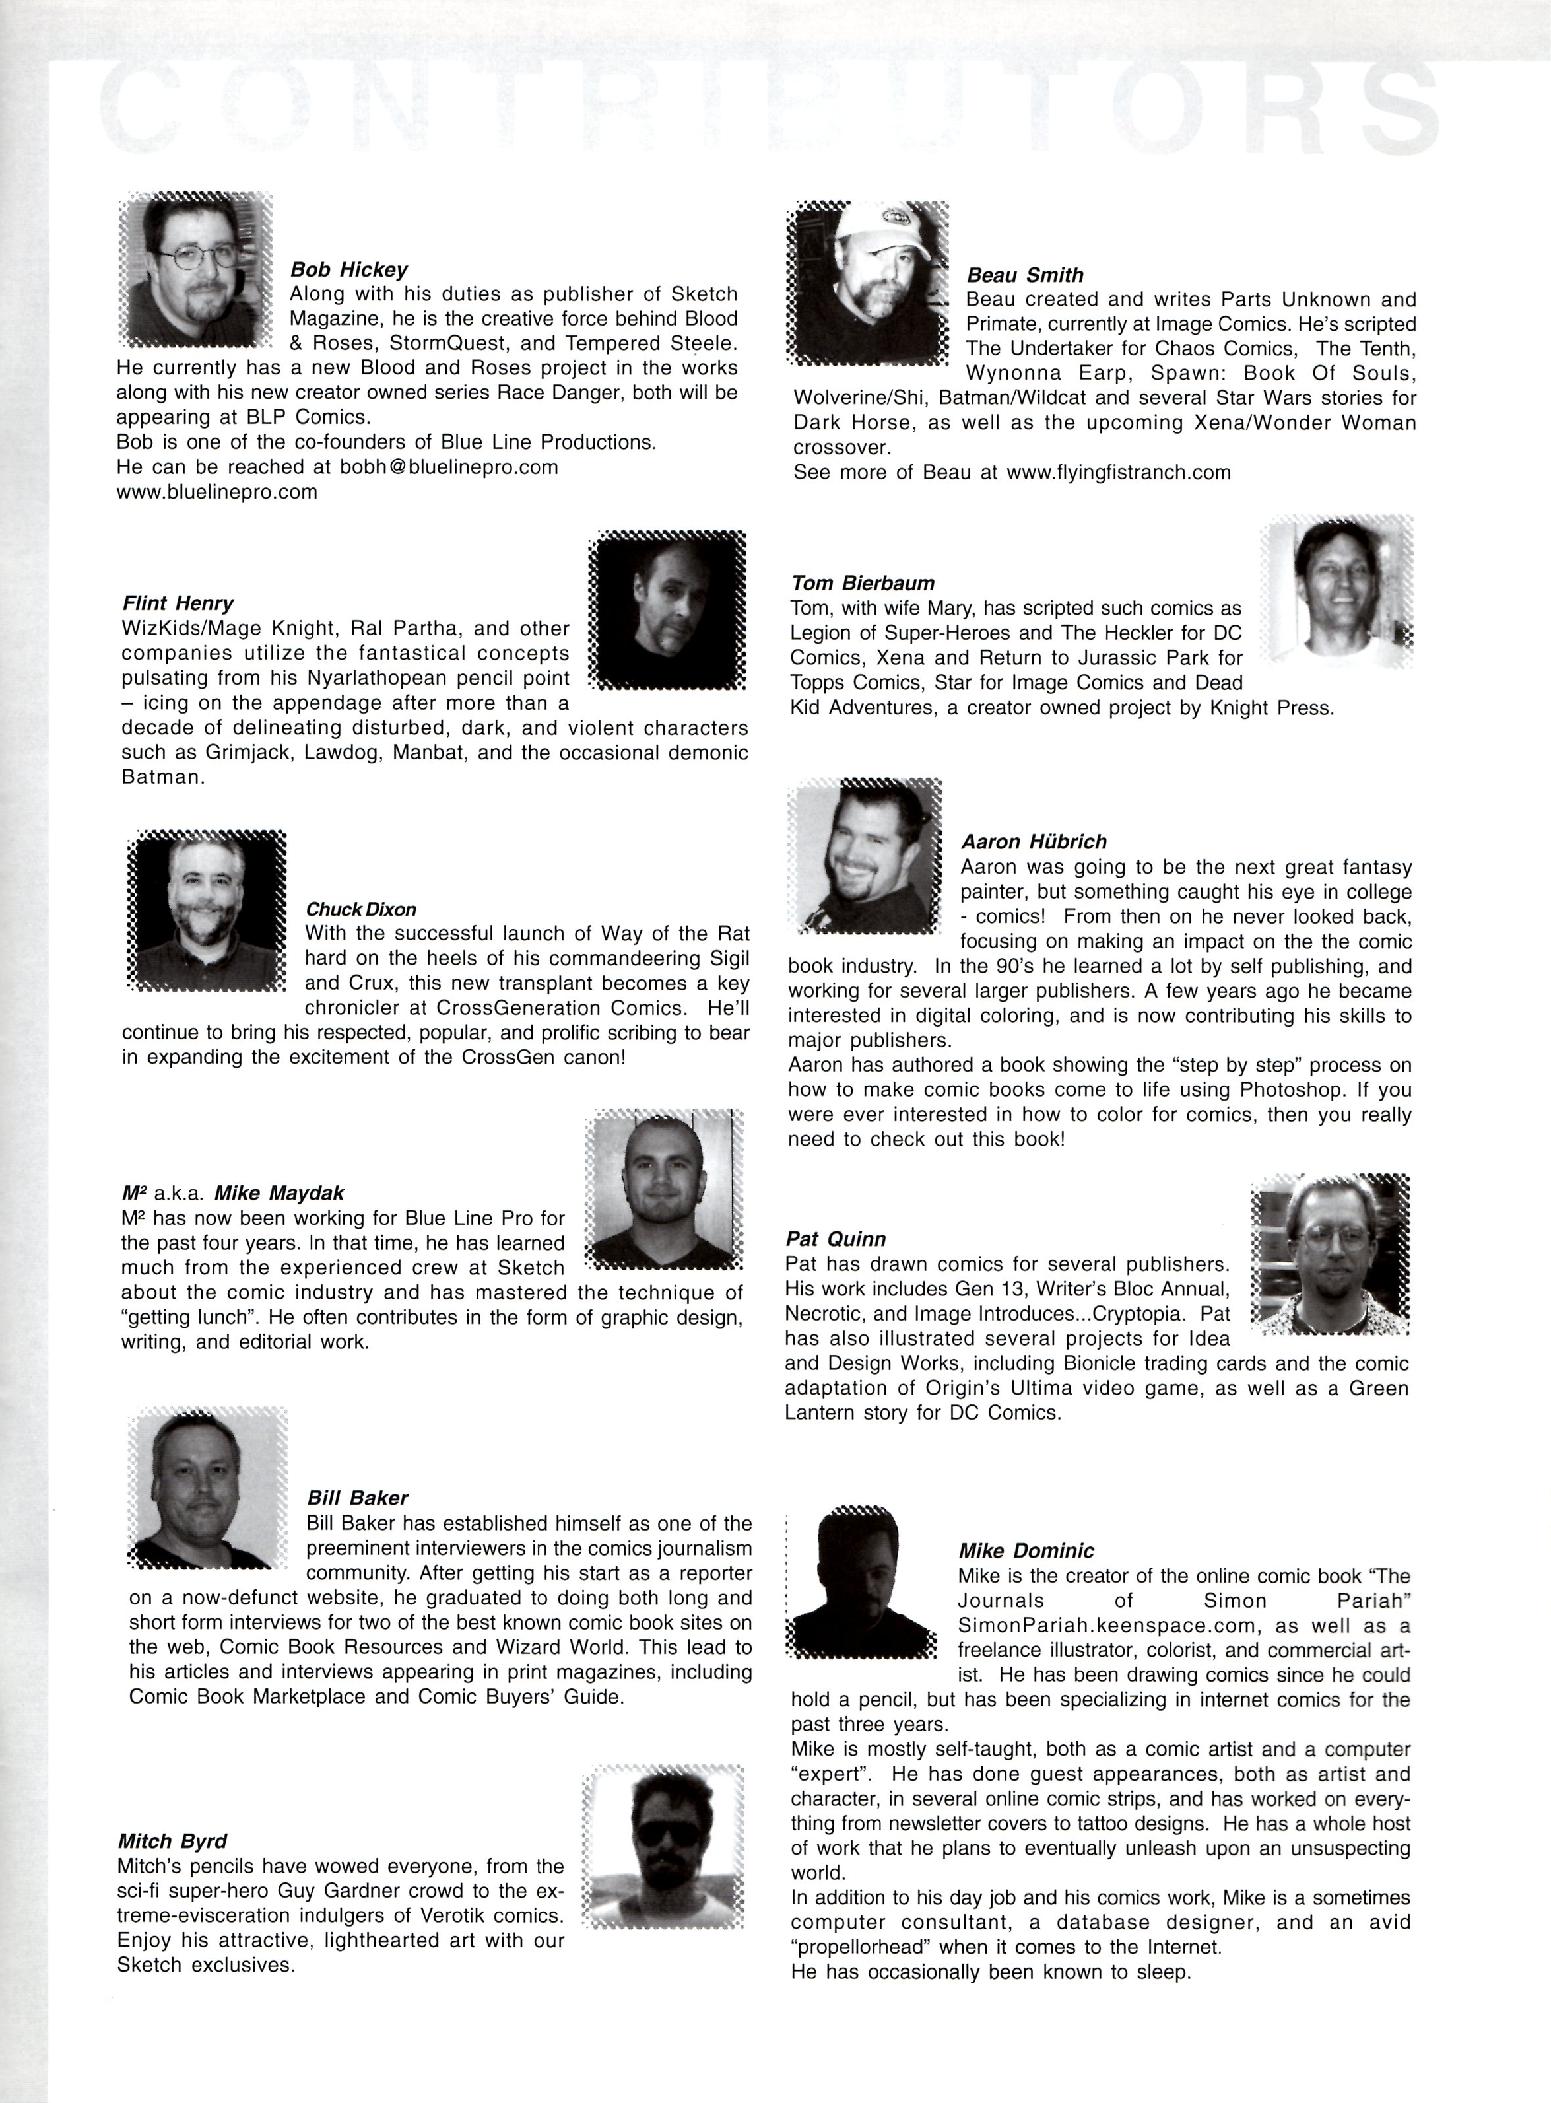 CONTRIBUTORS
Bob Hickey
Along with his duties as publisher of Sketch
Magazine, he is the creative force behind Blood
& Roses, StormQuest, and Tempered Steele.
He currently has a new Blood and Roses project in the works
along with his new creator owned series Race Danger, both will be
appearing at BLP Comics.
Bob is one of the co-founders of Blue Line Productions.
He can be reached at bobh@bluelinepro.com
www.bluelinepro.com
Flint Henry
WizKids/Mage Knight, Ral Partha, and other
companies utilize the fantastical concepts
pulsating from his Nyarlathopean pencil point
– icing on the appendage after more than a
decade of delineating disturbed, dark, and violent characters
such as Grimjack, Lawdog, Manbat, and the occasional demonic
Batman.
Chuck Dixon
With the successful launch of Way of the Rat
hard on the heels of his commandeering Sigil
and Crux, this new transplant becomes a key
chronicler at CrossGeneration Comics. He'll
continue to bring his respected, popular, and prolific scribing to bear
in expanding the excitement of the CrossGen canon!
M² a.k.a. Mike Maydak
M² has now been working for Blue Line Pro for
the past four years. In that time, he has learned
much from the experienced crew at Sketch
about the comic industry and has mastered the technique of
“getting lunch”. He often contributes in the form of graphic design,
writing, and editorial work.
Bill Baker
Bill Baker has established himself as one of the
preeminent interviewers in the comics journalism
community. After getting his start as a reporter
on a now-defunct website, he graduated to doing both long and
short form interviews for two of the best known comic book sites on
the web, Comic Book Resources and Wizard World. This lead to
his articles and interviews appearing in print magazines, including
Comic Book Marketplace and Comic Buyers' Guide.
Mitch Byrd
Mitch's pencils have wowed everyone, from the
sci-fi super-hero Guy Gardner crowd to the ex-
treme-evisceration indulgers of Verotik comics.
Enjoy his attractive, lighthearted art with our
Sketch exclusives.
Beau Smith
Beau created and writes Parts Unknown and
Primate, currently at Image Comics. He's scripted
The Undertaker for Chaos Comics, The Tenth,
Wynonna Earp, Spawn: Book Of Souls,
Wolverine/Shi, Batman/Wildcat and several Star Wars stories for
Dark Horse, as well as the upcoming Xena/Wonder Woman
crossover.
See more of Beau at www.flyingfistranch.com
Tom Bierbaum
Tom, with wife Mary, has scripted such comics as
Legion of Super-Heroes and The Heckler for DC
Comics, Xena and Return to Jurassic Park for
Topps Comics, Star for Image Comics and Dead
Kid Adventures, a creator owned project by Knight Press.
Aaron Hübrich
Aaron was going to be the next great fantasy
painter, but something caught his eye in college
- comics! From then on he never looked back,
focusing on making an impact on the the comic
book industry. In the 90's he learned a lot by self publishing, and
working for several larger publishers. A few years ago he became
interested in digital coloring, and is now contributing his skills to
major publishers.
Aaron has authored a book showing the “step by step” process on
how to make comic books come to life using Photoshop. If you
were ever interested in how to color for comics, then you really
need to check out this book!
Pat Quinn
Pat has drawn comics for several publishers.
His work includes Gen 13, Writer's Bloc Annual,
Necrotic, and Image Introduces...Cryptopia. Pat
has also illustrated several projects for Idea
and Design Works, including Bionicle trading cards and the comic
adaptation of Origin's Ultima video game, as well as a Green
Lantern story for DC Comics.
Mike Dominic
Mike is the creator of the online comic book “The
Journals of Simon Pariah”
SimonPariah.keenspace.com, as well as a
freelance illustrator, colorist, and commercial art-
ist. He has been drawing comics since he could
hold a pencil, but has been specializing in internet comics for the
past three years.
Mike is mostly self-taught, both as a comic artist and a computer
“expert”. He has done guest appearances, both as artist and
character, in several online comic strips, and has worked on every-
thing from newsletter covers to tattoo designs. He has a whole host
of work that he plans to eventually unleash upon an unsuspecting
world.
In addition to his day job and his comics work, Mike is a sometimes
computer consultant, a database designer, and an avid
“propellorhead” when it comes to the Internet.
He has occasionally been known to sleep.